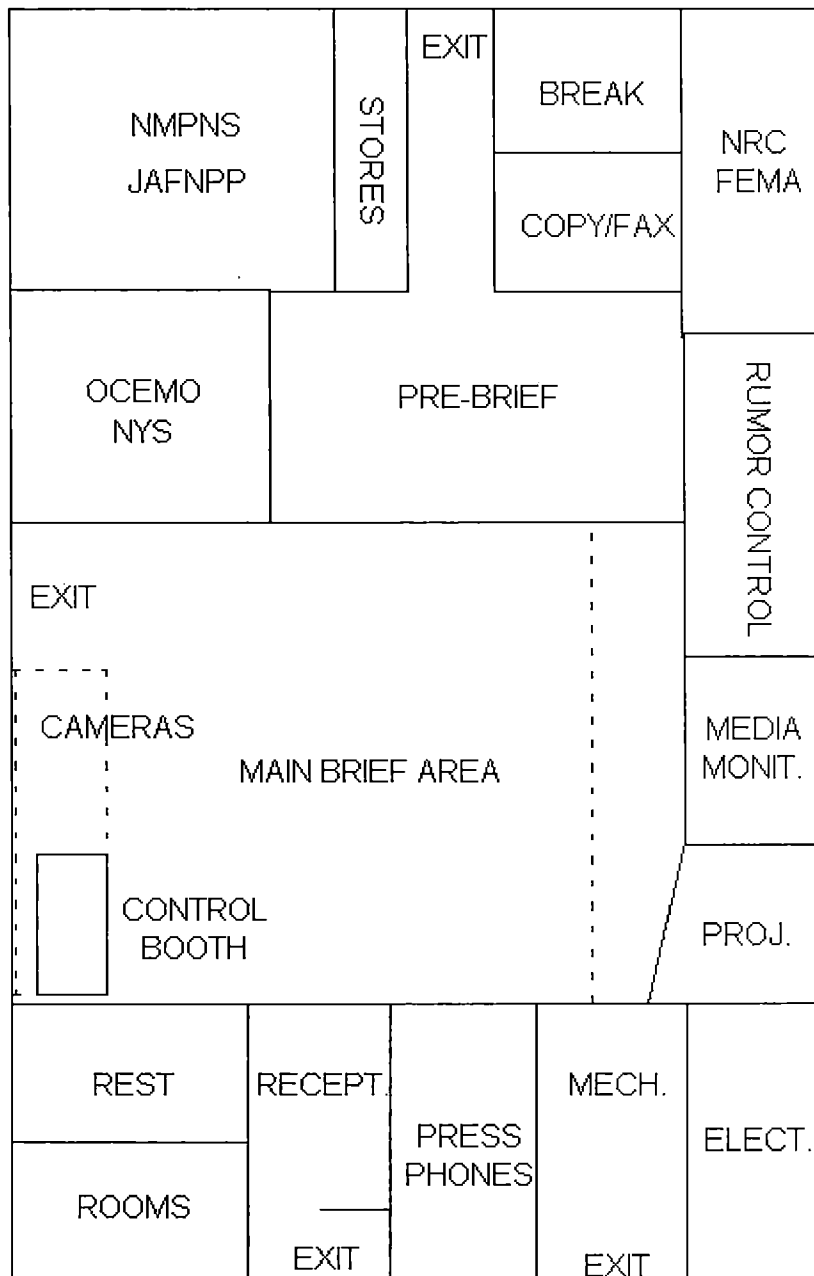 NMPNS
JAFNPP
STORES
EXIT
BREAK
COPY/FAX
NRC
FEMA
OCEMO
NYS
PRE-BRIEF
RUMOR CONTROL
EXIT
CAMERAS
MAIN BRIEF AREA
MEDIA
MONIT.
CONTROL
BOOTH
PROJ.
REST
ROOMS
RECEPT.
EXIT
PRESS
PHONES
MECH.
EXIT
ELECT.